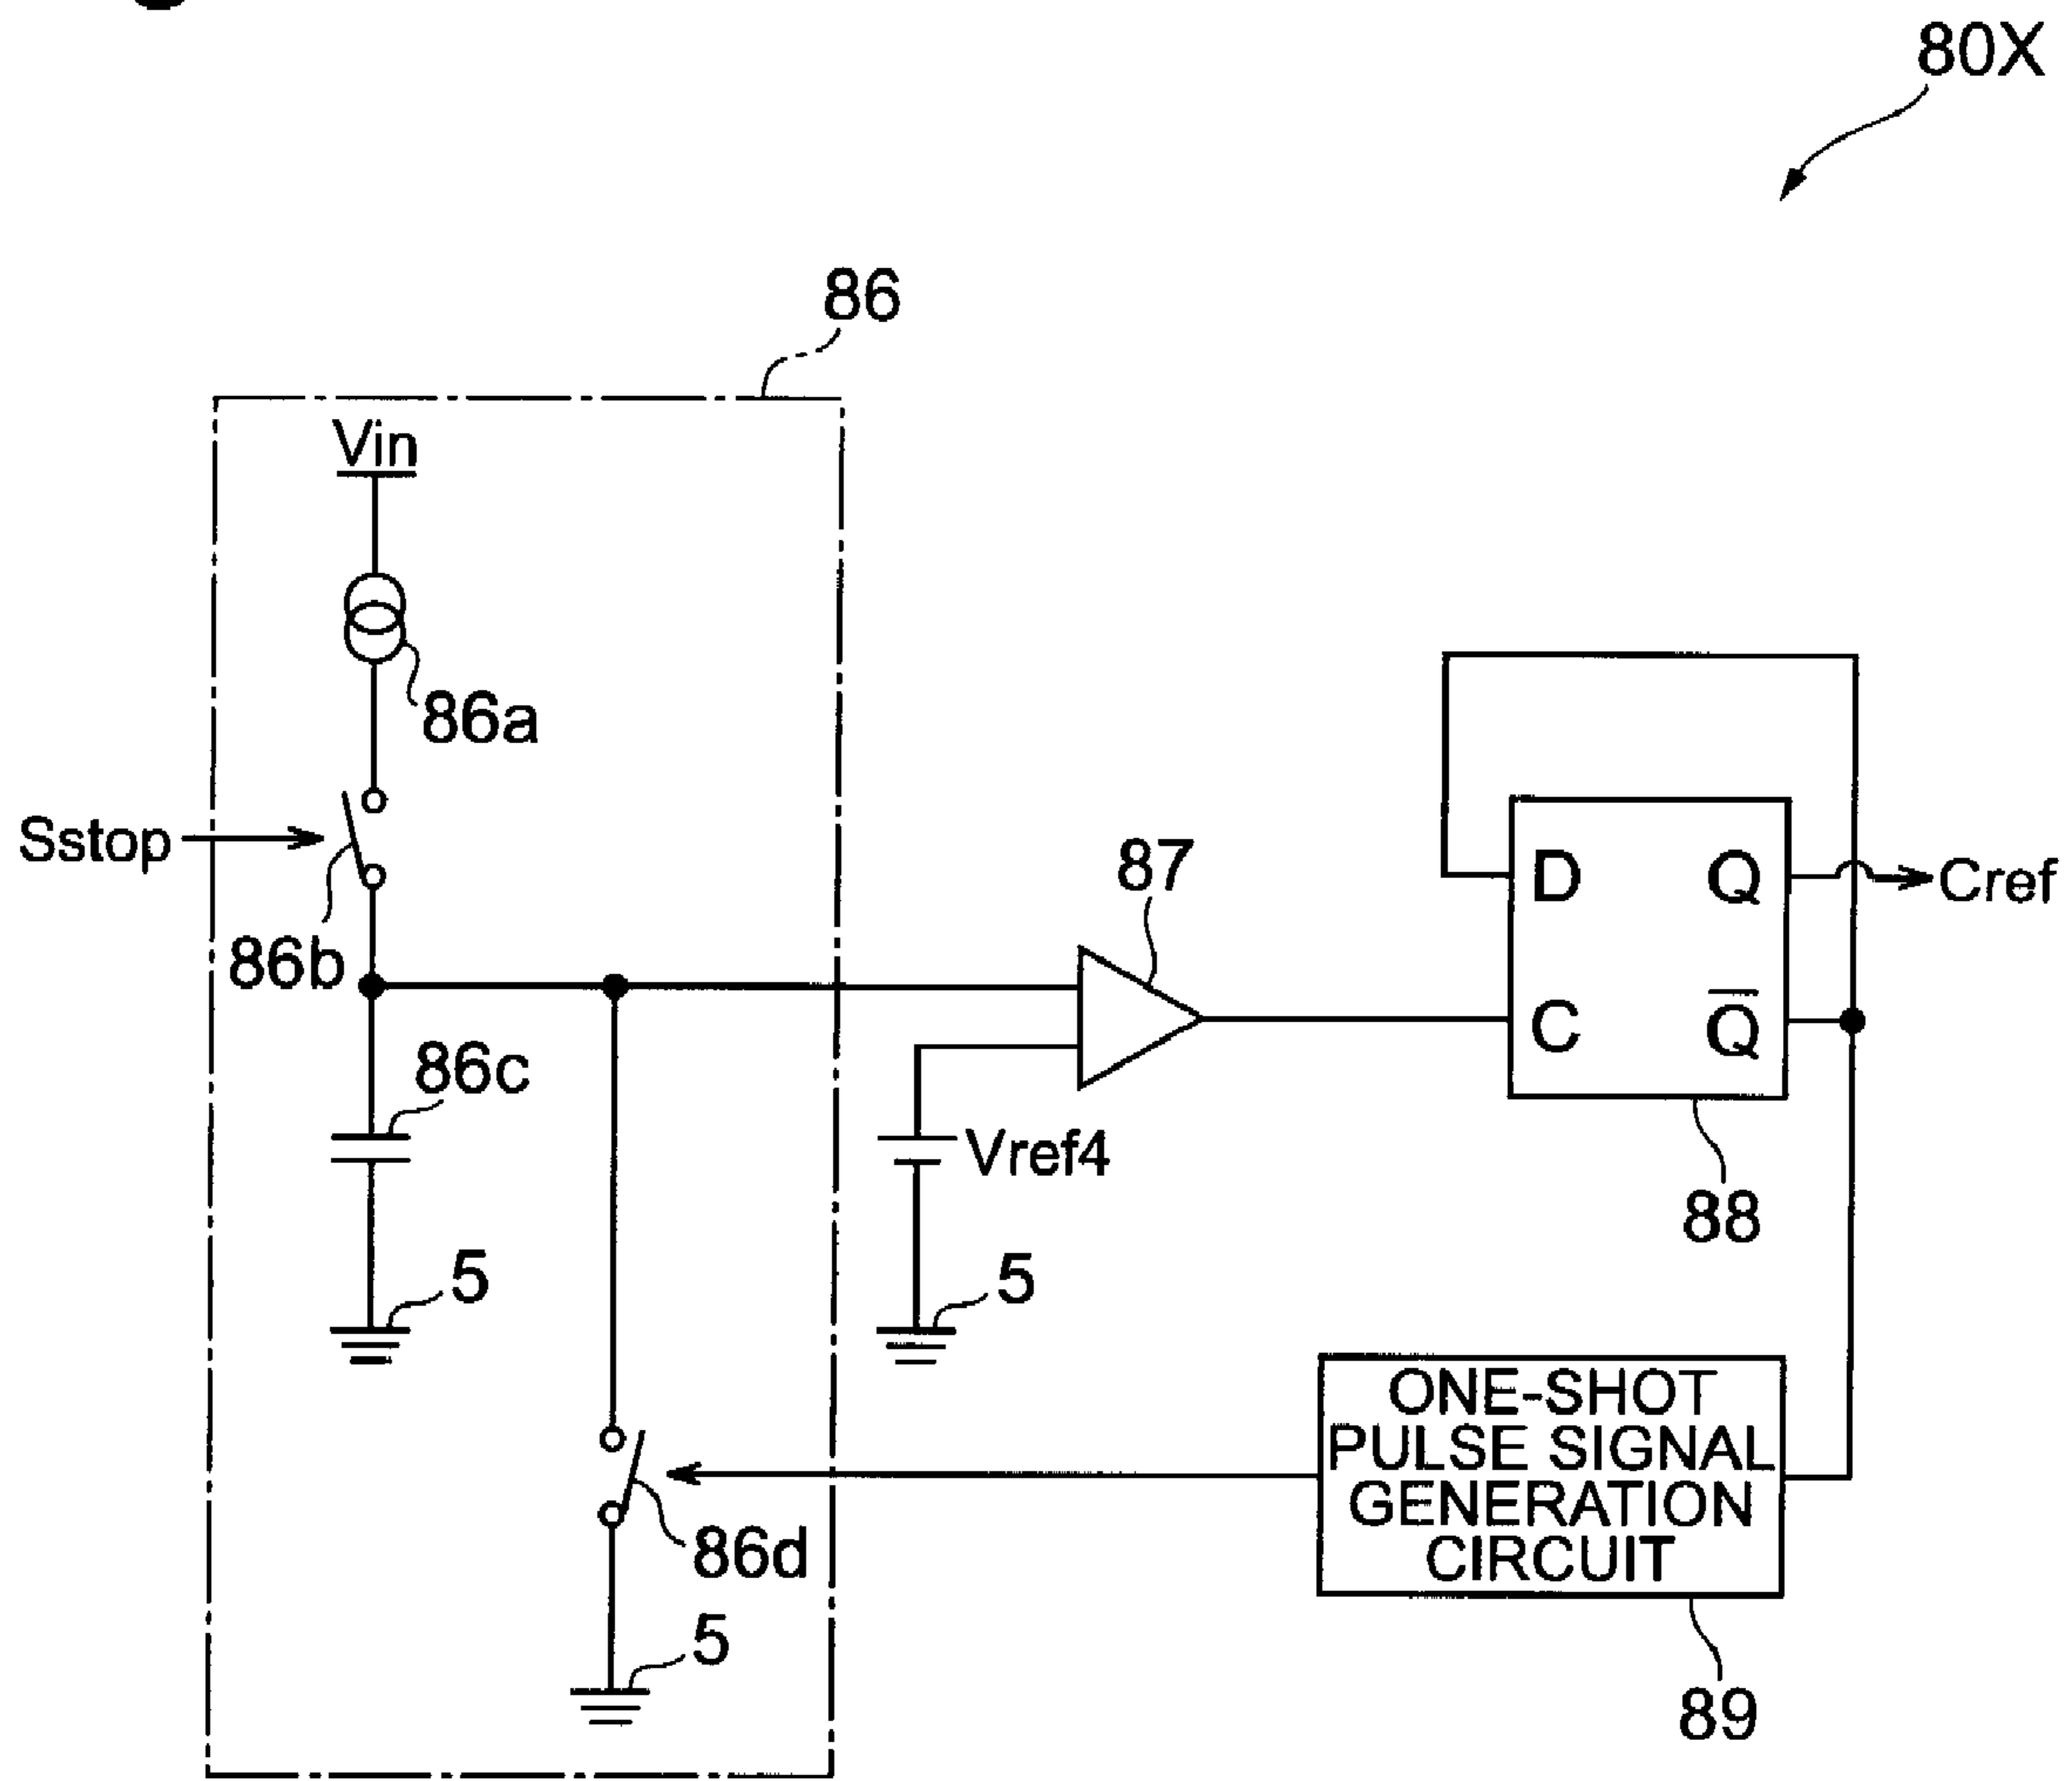 80X
86
Vin
86a
Sstop
86b
86c
5
87
Vref4
5
D
Q
C
Q̅
Cref
88
86d
5
ONE-SHOT
PULSE SIGNAL
GENERATION
CIRCUIT
89